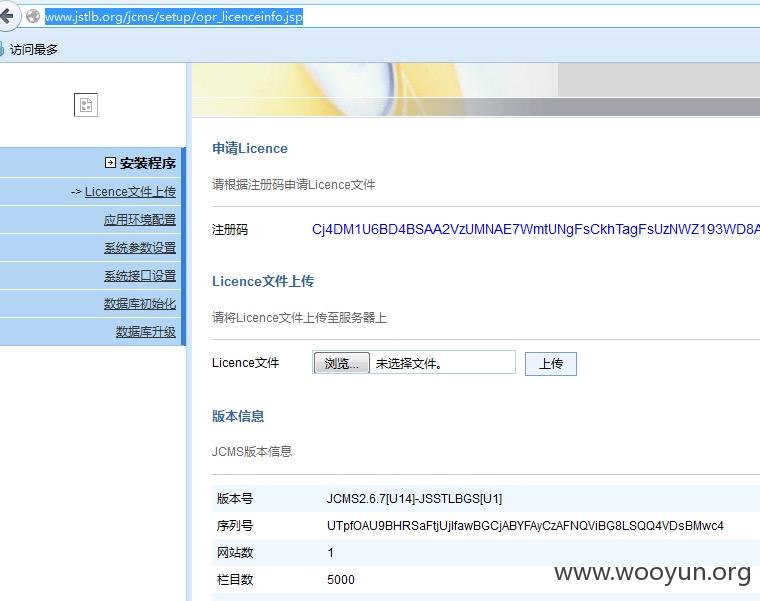 www.jstlb.org/jcms/setup/opr_licenceinfo.jsp
访问最多
安装程序
-> Licence文件上传
应用环境配置
系统参数设置
系统接口设置
数据库初始化
数据库升级
申请Licence
请根据注册码申请Licence文件
注册码 Cj4DM1U6BD4BSAA2VzUMNAE7WmtUNgFsCkhTagFsUzNWZ193WD8A
Licence文件上传
请将Licence文件上传至服务器上
Licence文件 浏览... 未选择文件。 上传
版本信息
JCMS版本信息
版本号 JCMS2.6.7[U14]-JSSTLBGS[U1]
序列号 UTpfOAU9BHRSaFtjUjIfawBGCjABYFAyCzAFNQViBG8LSQQ4VDsBMwc4
网站数 1
栏目数 5000
www.wooyun.org